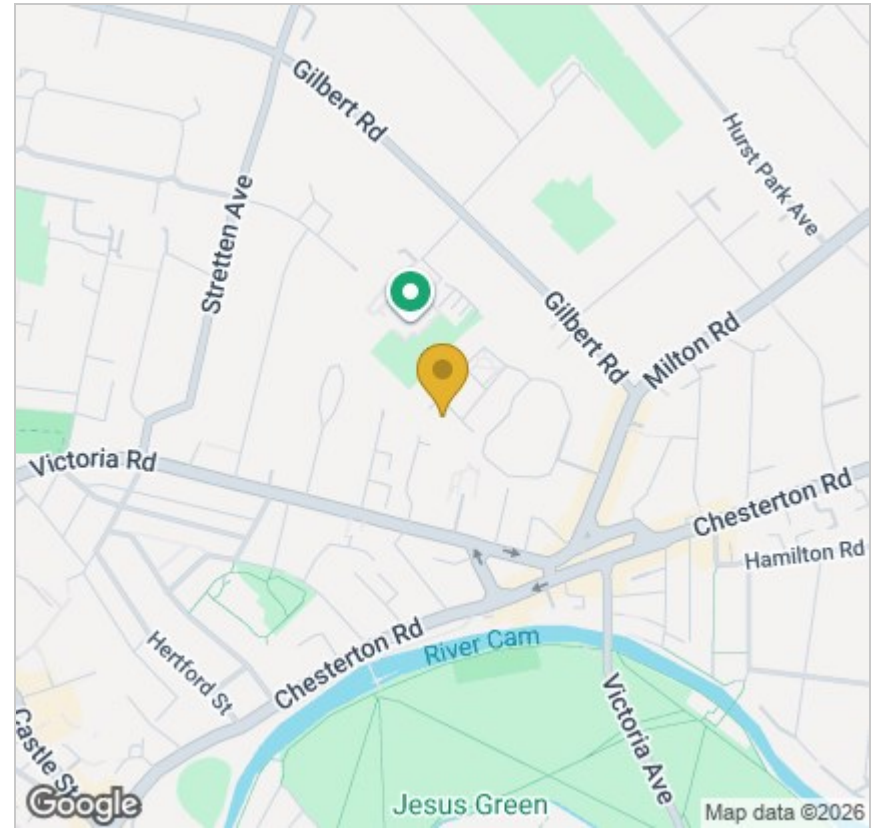 Gilbert Rd
Hurst Park Ave
Stretten Ave
Gilbert Rd
Milton Rd
Victoria Rd
Chesterton Rd
Hamilton Rd
Chesterton Rd
River Cam
Hertford St
Victoria Ave
Castle St
Jesus Green
Google
Map data ©2026